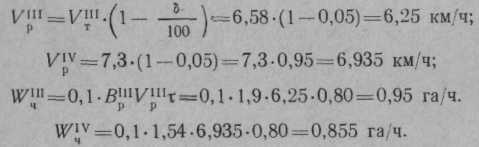 V_р^III = V_т^III · (1 − δ/100) = 6,58 · (1 − 0,05) = 6,25 км/ч;
V_р^IV = 7,3 · (1 − 0,05) = 7,3 · 0,95 = 6,935 км/ч;
W_ч^III = 0,1 · B_р^III V_р^III τ = 0,1 · 1,9 · 6,25 · 0,80 = 0,95 га/ч.
W_ч^IV = 0,1 · 1,54 · 6,935 · 0,80 = 0,855 га/ч.